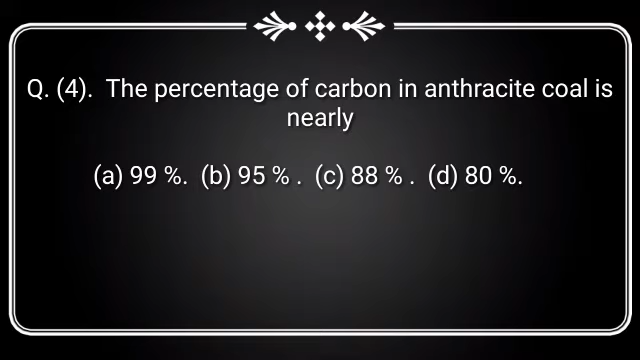 Q. (4).  The percentage of carbon in anthracite coal is
nearly
(a) 99 %.  (b) 95 % .  (c) 88 % .  (d) 80 %.